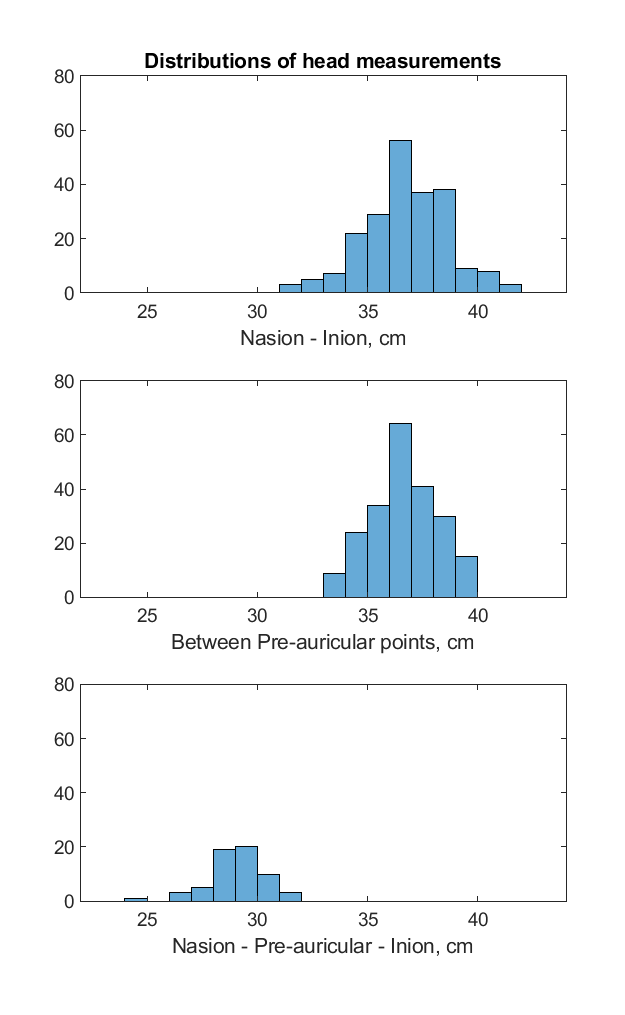 Distributions of head measurements
80
60
40
20
0
25 30 35 40
Nasion - Inion, cm
80
60
40
20
0
25 30 35 40
Between Pre-auricular points, cm
80
60
40
20
0
25 30 35 40
Nasion - Pre-auricular - Inion, cm